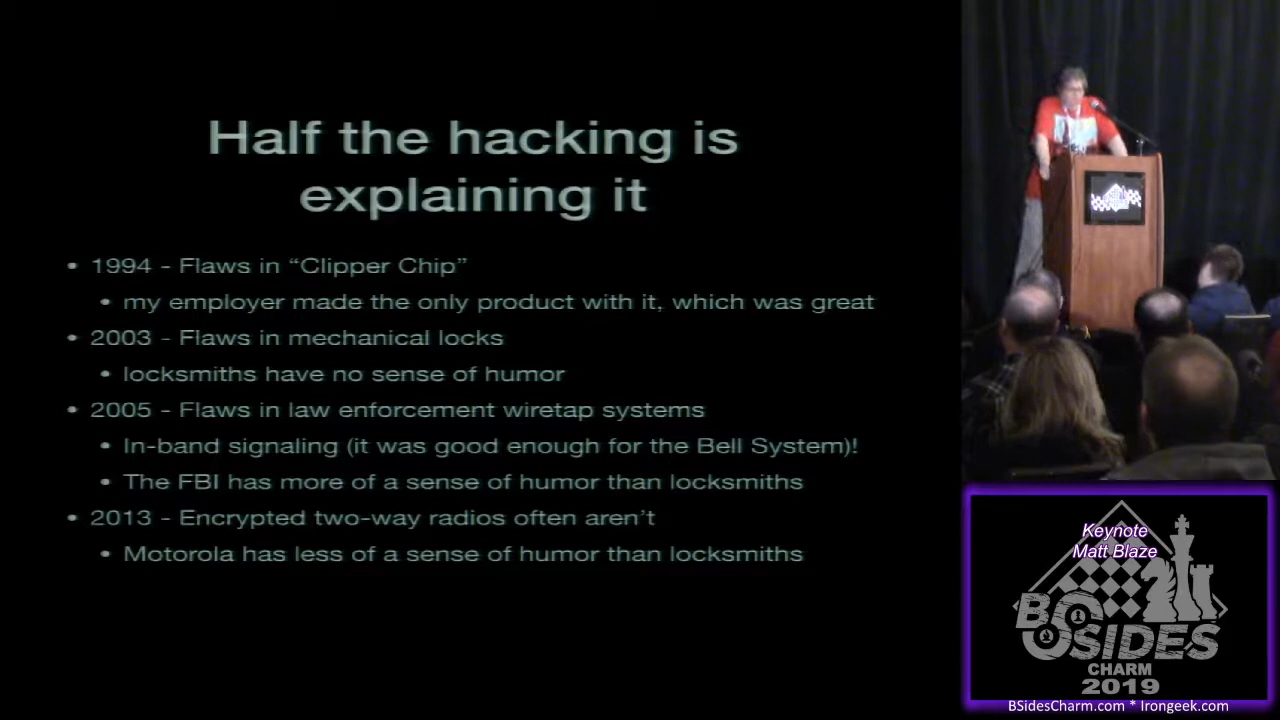 Half the hacking is
explaining it
• 1994 - Flaws in “Clipper Chip”
• my employer made the only product with it, which was great
• 2003 - Flaws in mechanical locks
• locksmiths have no sense of humor
• 2005 - Flaws in law enforcement wiretap systems
• In-band signaling (it was good enough for the Bell System)!
• The FBI has more of a sense of humor than locksmiths
• 2013 - Encrypted two-way radios often aren’t
• Motorola has less of a sense of humor than locksmiths
Keynote
Matt Blaze
BSIDES
CHARM
2019
BSidesCharm.com * Irongeek.com